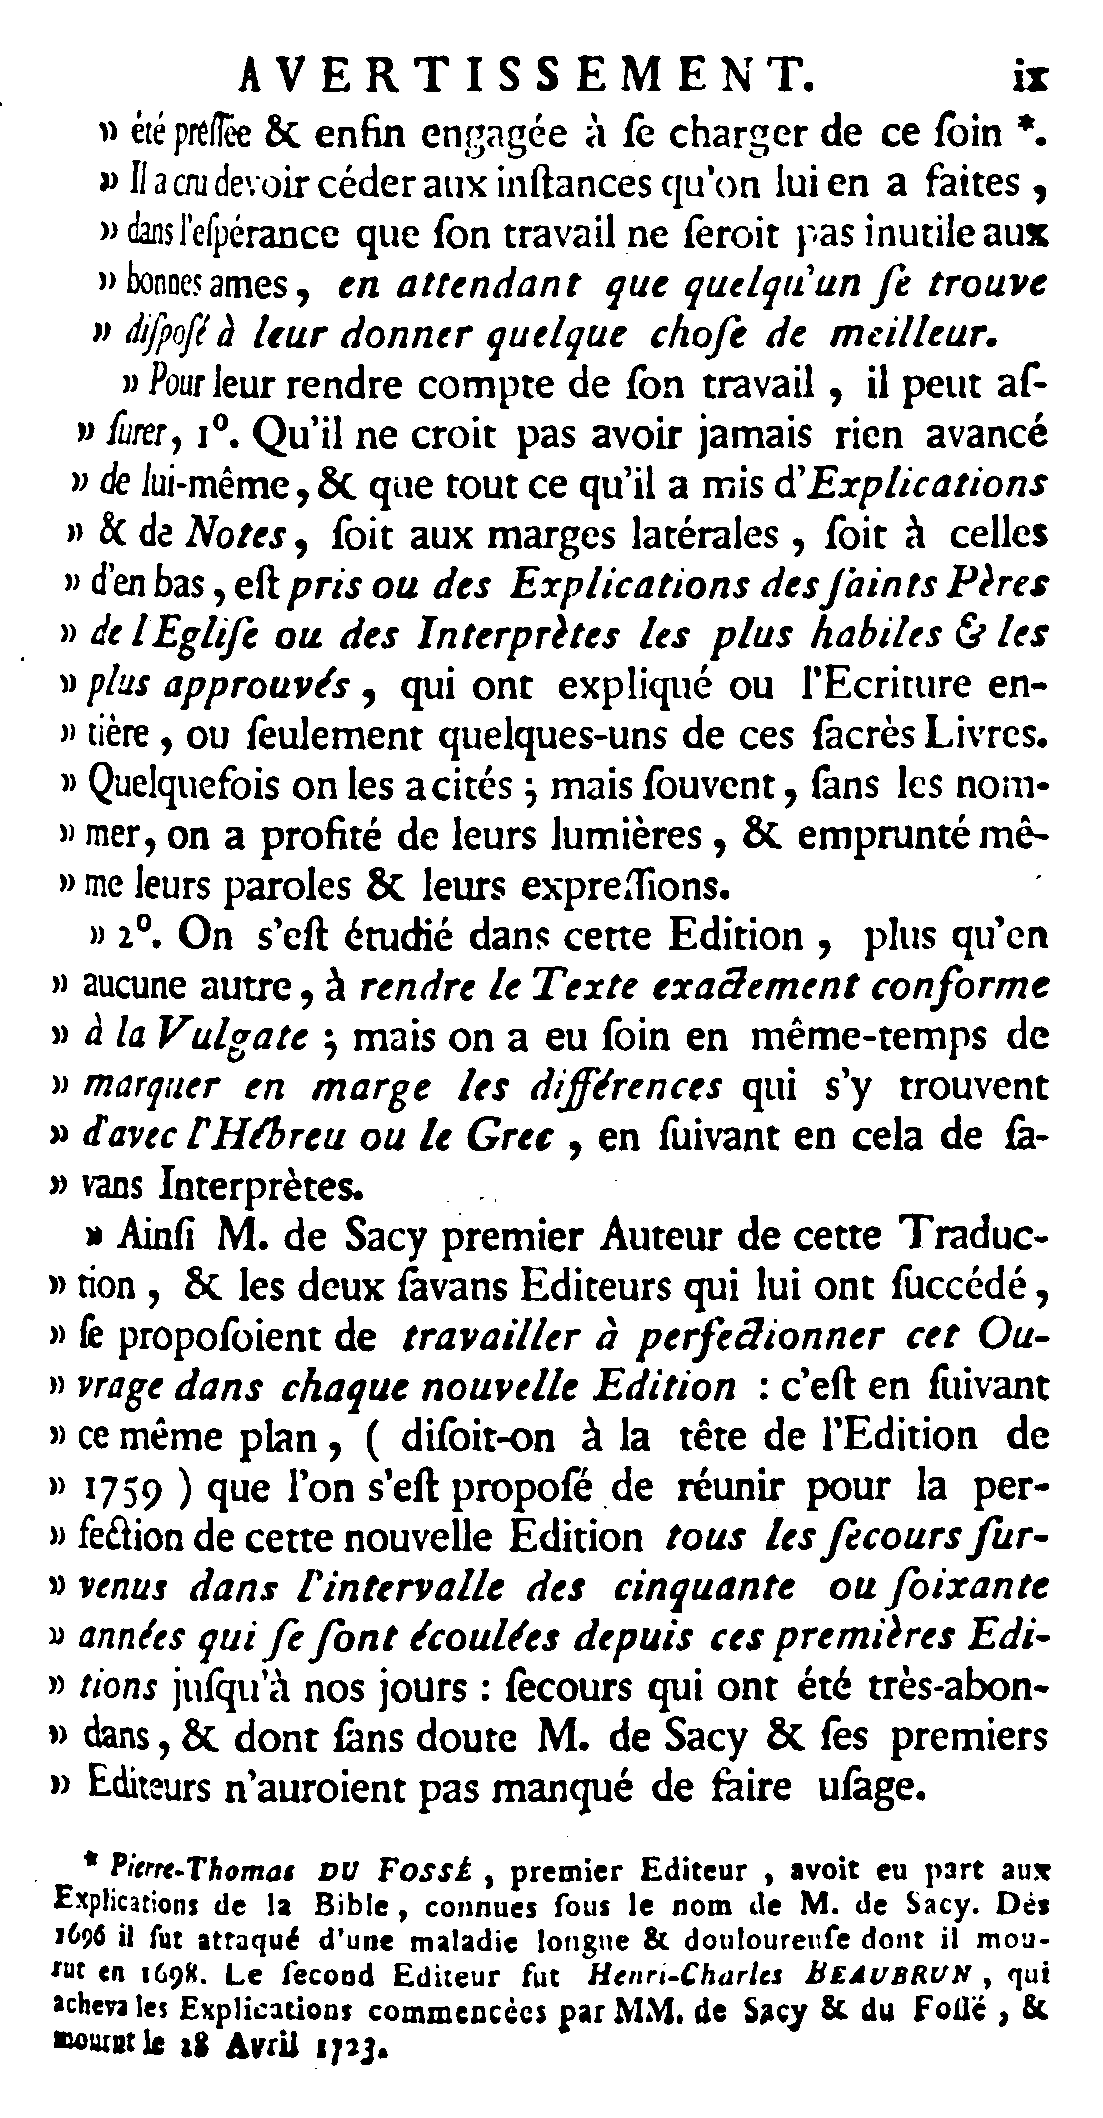 AVERTISSEMENT. ix
» été preſſée & enfin engagée à ſe charger de ce ſoin *.
» Il a cru devoir céder aux inſtances qu'on lui en a faites,
» dans l'eſpérance que ſon travail ne ſeroit pas inutile aux
» bonnes ames, en attendant que quelqu'un ſe trouve
» diſpoſé à leur donner quelque choſe de meilleur.
» Pour leur rendre compte de ſon travail, il peut aſ-
» ſurer, 1°. Qu'il ne croit pas avoir jamais rien avancé
» de lui-même, & que tout ce qu'il a mis d'Explications
» & de Notes, ſoit aux marges latérales, ſoit à celles
» d'en bas, eſt pris ou des Explications des ſaints Pères
» de l'Egliſe ou des Interprètes les plus habiles & les
» plus approuvés, qui ont expliqué ou l'Ecriture en-
» tière, ou ſeulement quelques-uns de ces ſacrès Livres.
» Quelquefois on les a cités; mais ſouvent, ſans les nom-
» mer, on a profité de leurs lumières, & emprunté mê-
» me leurs paroles & leurs expreſſions.
» 2°. On s'eſt étudié dans cette Edition, plus qu'en
» aucune autre, à rendre le Texte exactement conforme
» à la Vulgate; mais on a eu ſoin en même-temps de
» marquer en marge les différences qui s'y trouvent
» d'avec l'Hébreu ou le Grec, en ſuivant en cela de ſa-
» vans Interprètes.
» Ainſi M. de Sacy premier Auteur de cette Traduc-
» tion, & les deux ſavans Editeurs qui lui ont ſuccédé,
» ſe propoſoient de travailler à perfectionner cet Ou-
» vrage dans chaque nouvelle Edition : c'eſt en ſuivant
» ce même plan, ( diſoit-on à la tête de l'Edition de
» 1759 ) que l'on s'eſt propoſé de réunir pour la per-
» fection de cette nouvelle Edition tous les ſecours ſur-
» venus dans l'intervalle des cinquante ou ſoixante
» années qui ſe ſont écoulées depuis ces premières Edi-
» tions juſqu'à nos jours : ſecours qui ont été très-abon-
» dans, & dont ſans doute M. de Sacy & ſes premiers
» Editeurs n'auroient pas manqué de faire uſage.
* Pierre-Thomas DU FOSSÉ, premier Editeur, avoit eu part aux
Explications de la Bible, connues ſous le nom de M. de Sacy. Dès
1696 il fut attaqué d'une maladie longue & douloureuſe dont il mou-
rut en 1698. Le ſecond Editeur fut Henri-Charles BEAUBRUN, qui
acheva les Explications commencées par MM. de Sacy & du Foſſé, &
mourut le 18 Avril 1723.